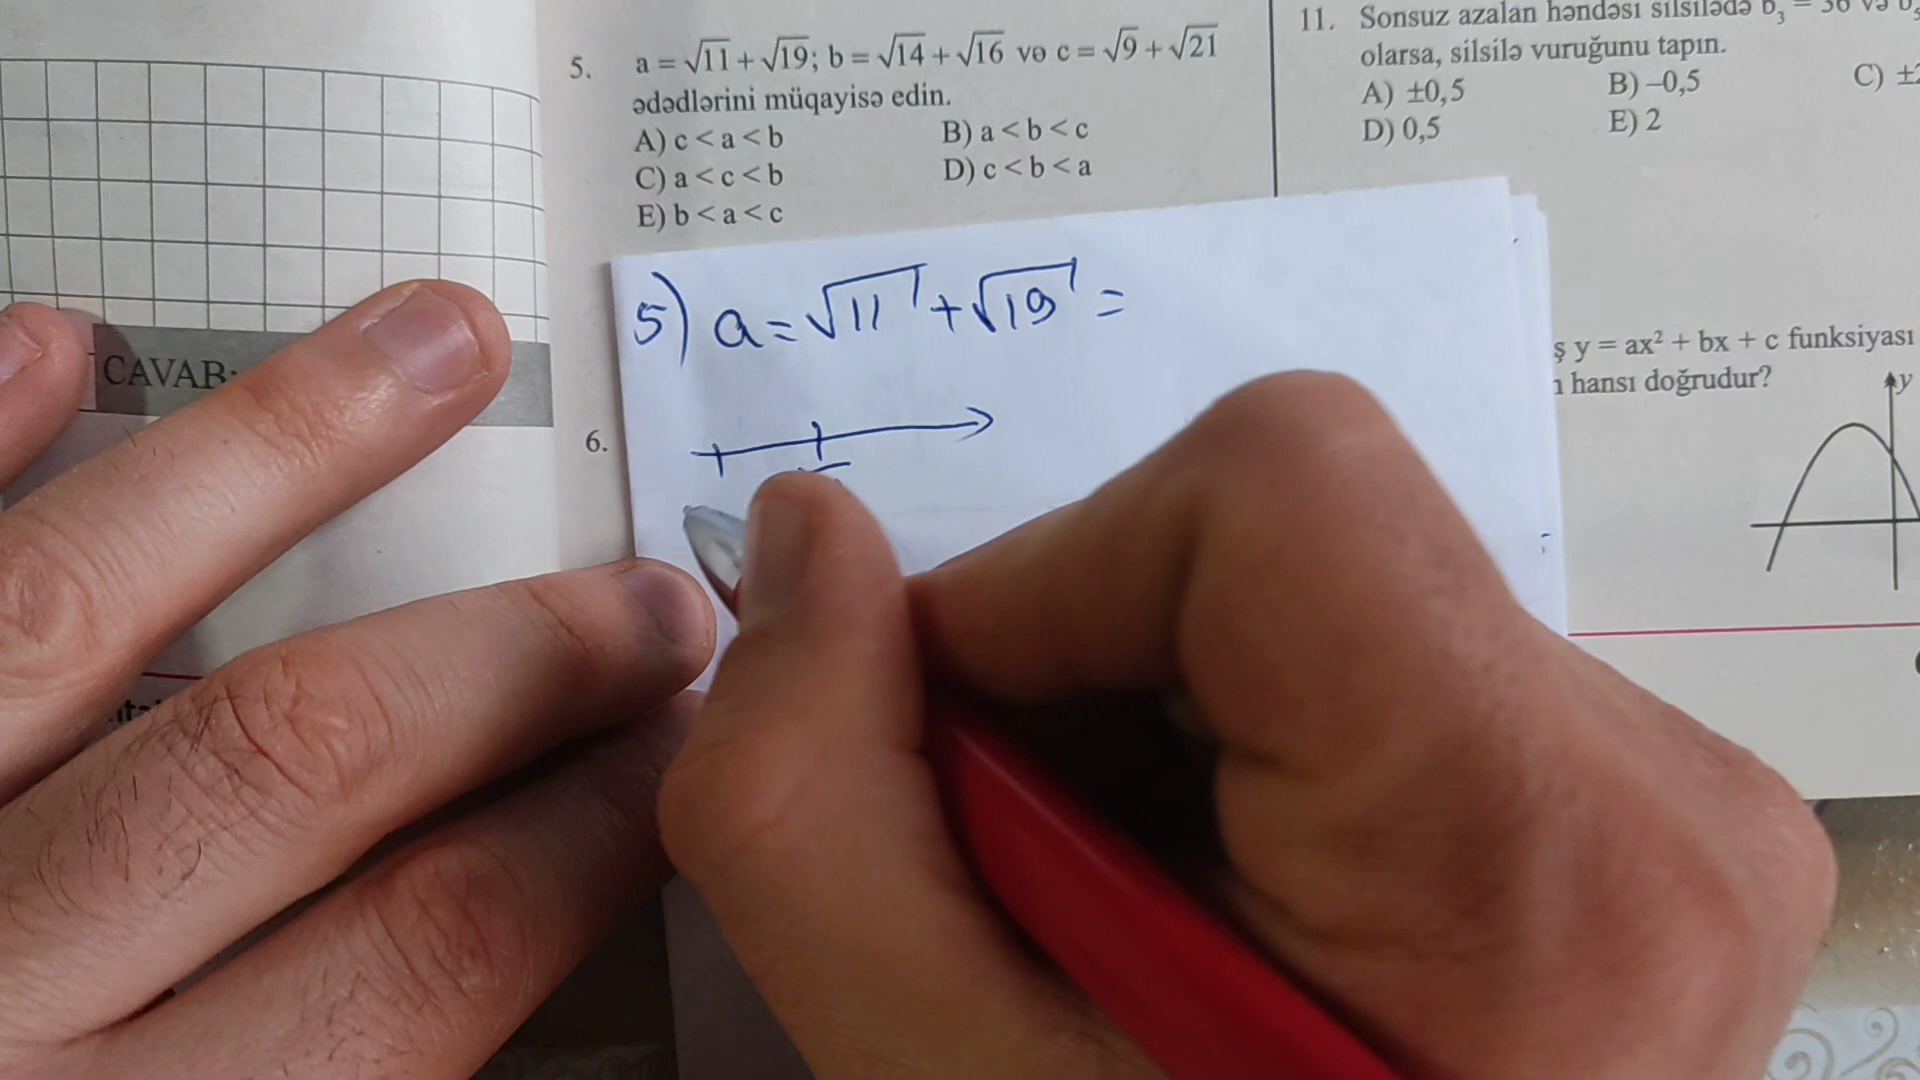 5. a = √11 + √19; b = √14 + √16 və c = √9 + √21
ədədlərini müqayisə edin.
A) c < a < b B) a < b < c
C) a < c < b D) c < b < a
E) b < a < c
5) a = √11 + √19 =
CAVAB:
6.
11. Sonsuz azalan həndəsi silsilədə b₃ = 36 və
olarsa, silsilə vuruğunu tapın.
A) ±0,5 B) –0,5 C)
D) 0,5 E) 2
ş y = ax² + bx + c funksiyası
hansı doğrudur?
y